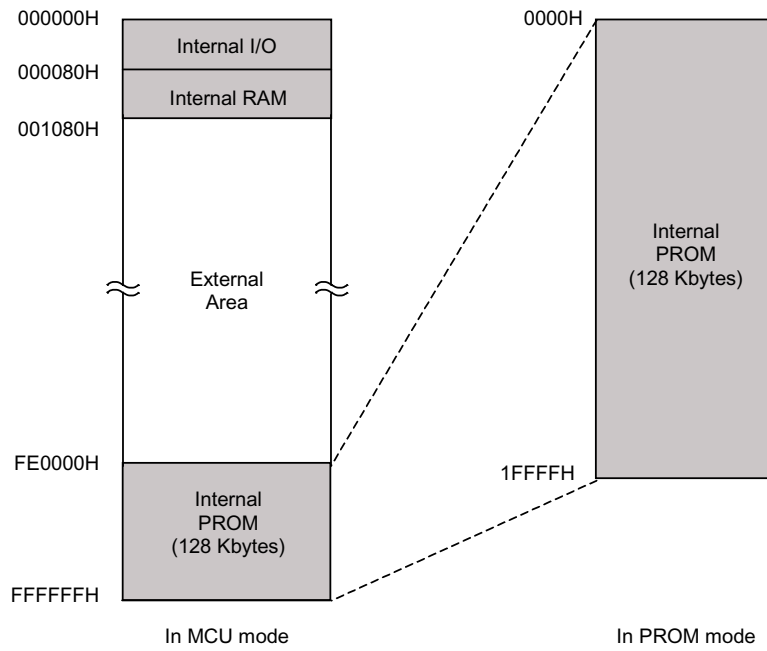 000000H
Internal I/O
000080H
Internal RAM
001080H
External
Area
FE0000H
Internal
PROM
(128 Kbytes)
FFFFFFH
In MCU mode
0000H
Internal
PROM
(128 Kbytes)
1FFFFH
In PROM mode